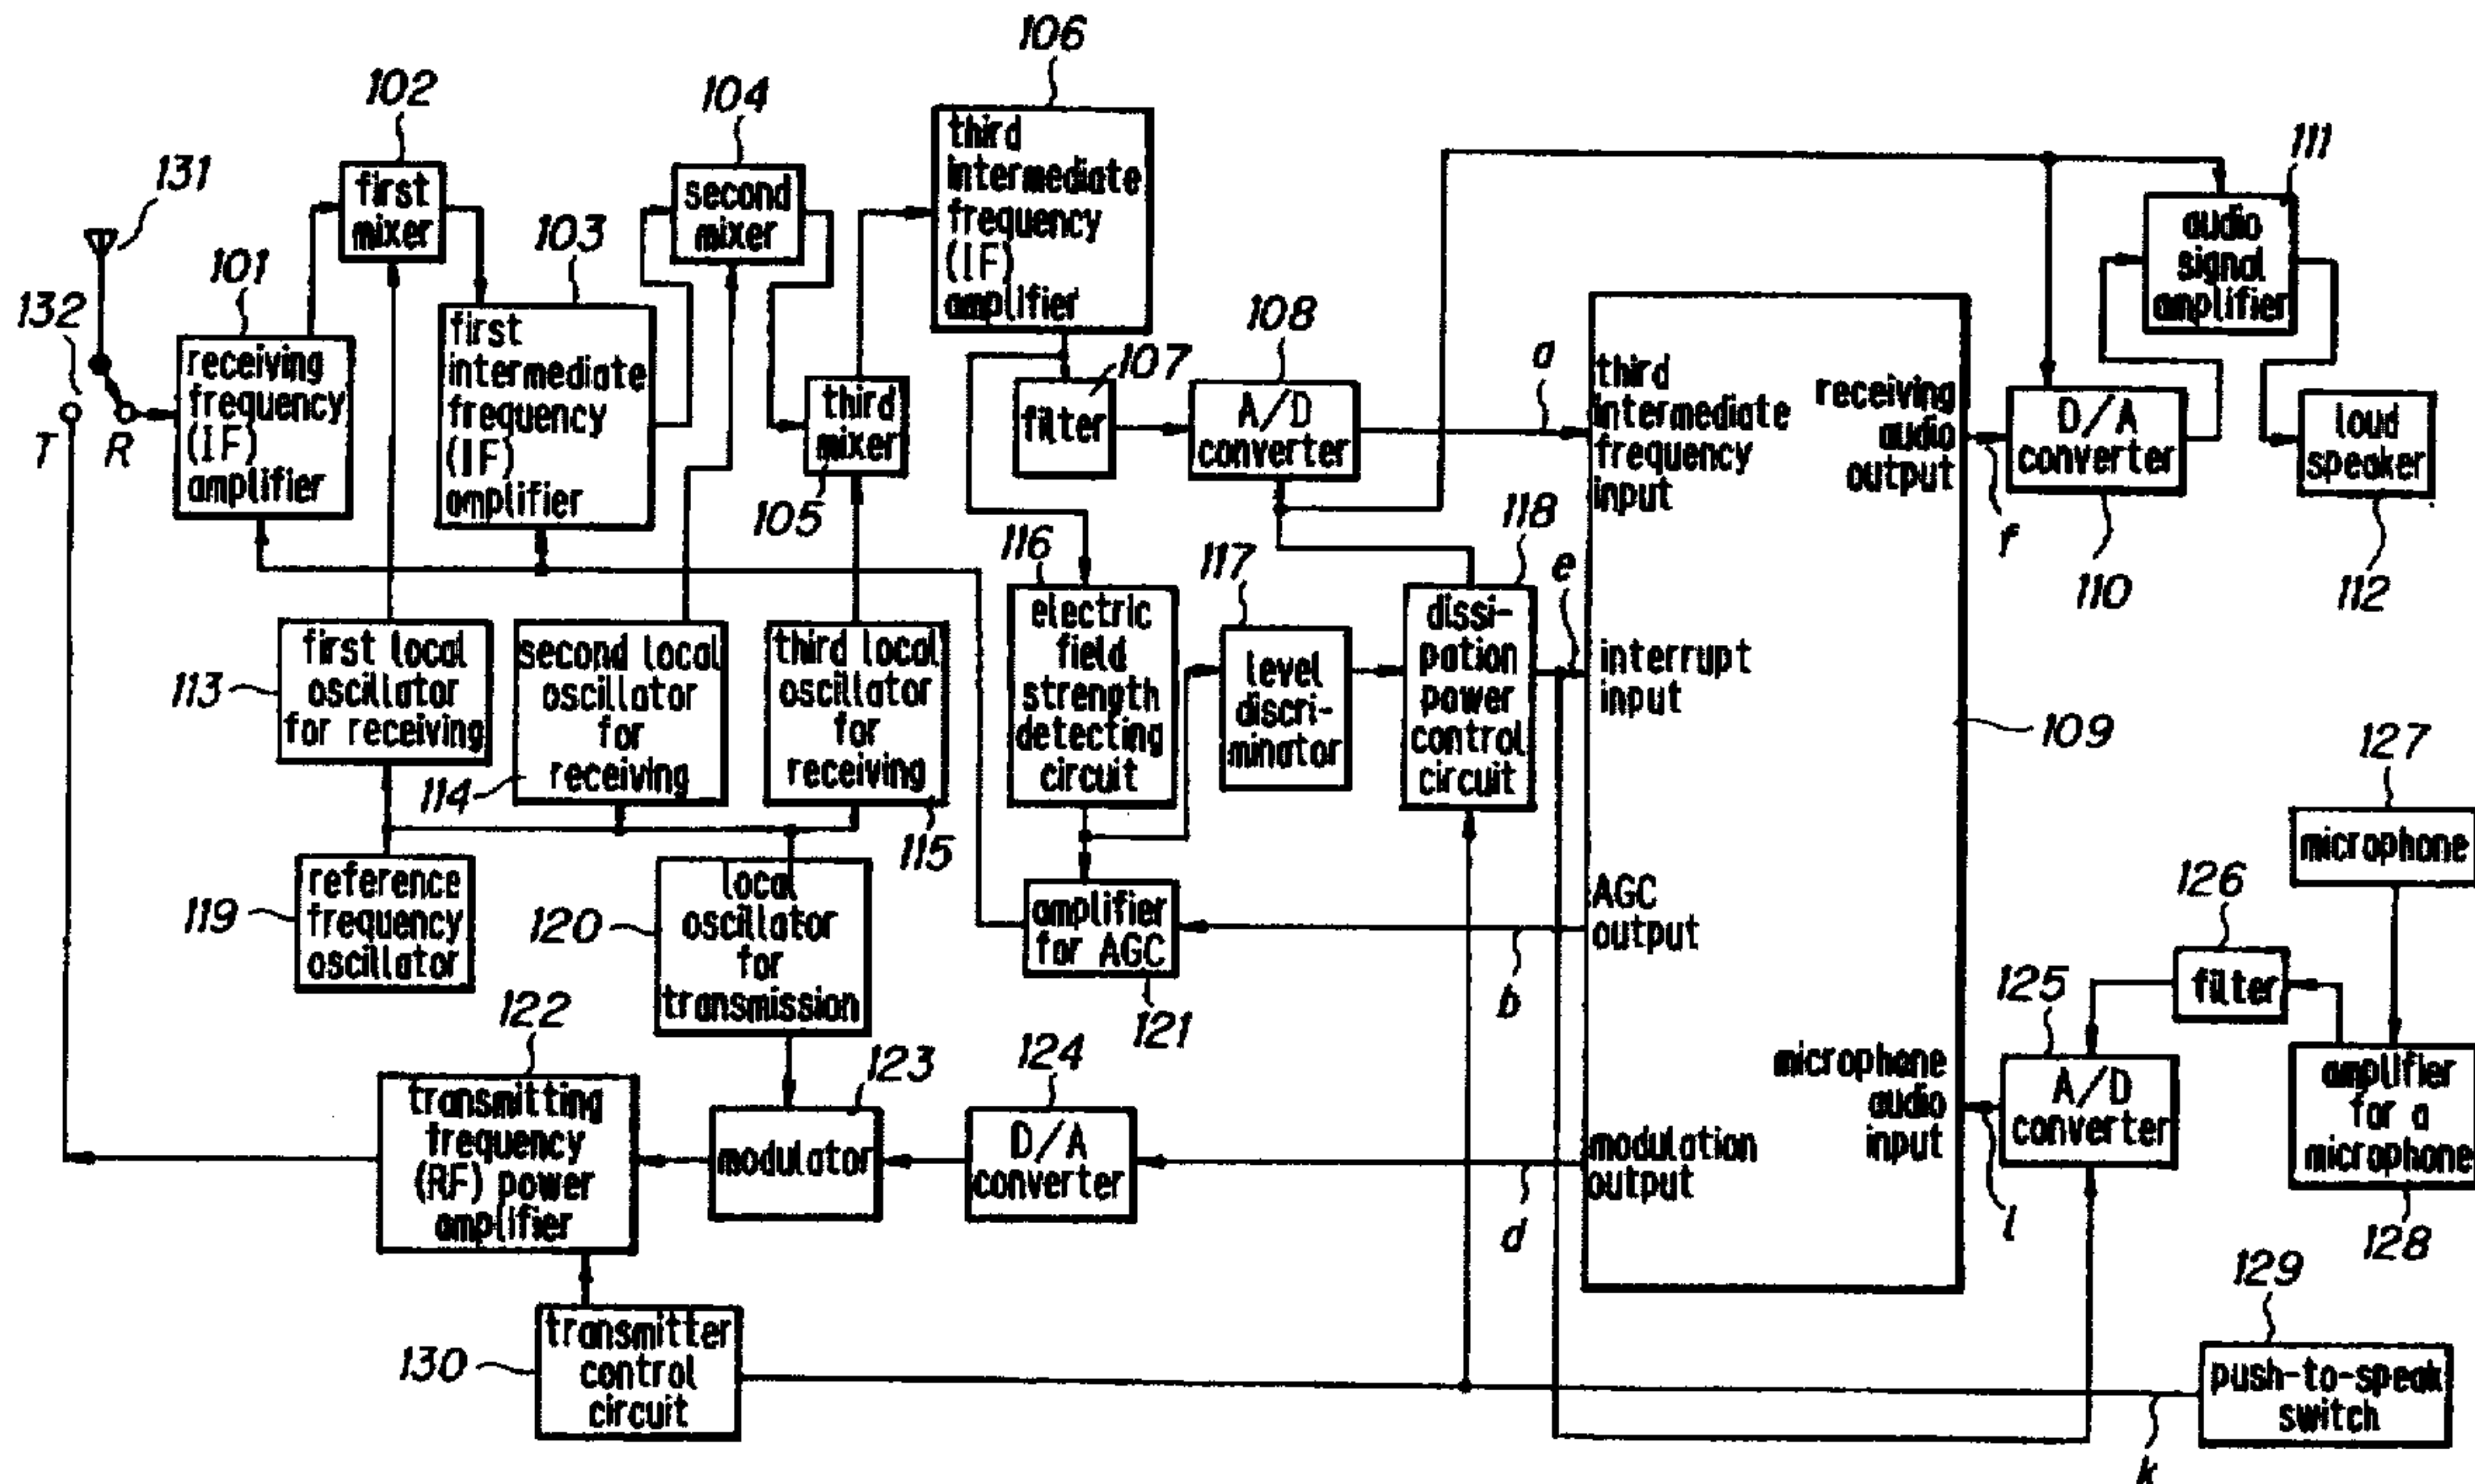 106
102
104
111
131
third
intermediate
frequency
(IF)
amplifier
first
mixer
second
mixer
103
101
132
audio
signal
amplifier
108
107
receiving
frequency
(IF)
amplifier
first
intermediate
frequency
(IF)
amplifier
third
mixer
105
filter
A/D
converter
a
third
intermediate
frequency
input
receiving
audio
output
D/A
converter
loud
speaker
T
R
118
116
117
e
f
110
112
electric
field
strength
detecting
circuit
level
discri-
minator
dissi-
pation
power
control
circuit
interrupt
input
109
113
first local
oscillator
for receiving
second local
oscillator
for
receiving
114
third local
oscillator
for
receiving
115
127
microphone
119
reference
frequency
oscillator
120
local
oscillator
for
transmission
amplifier
for AGC
121
AGC
output
b
126
filter
125
122
123
124
transmitting
frequency
(RF) power
amplifier
modulator
D/A
converter
modulation
output
d
microphone
audio
input
A/D
converter
l
amplifier
for a
microphone
128
129
130
transmitter
control
circuit
push-to-speak
switch
k